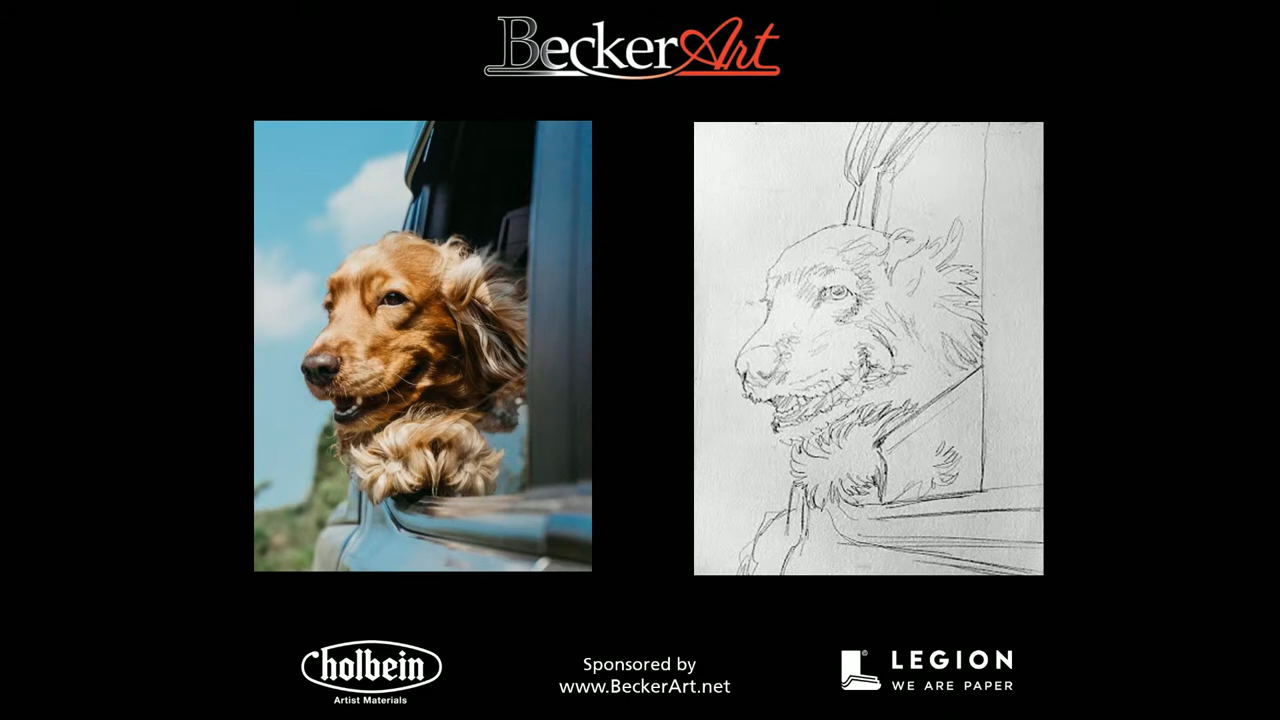 BeckerArt
holbein
Artist Materials
Sponsored by
www.BeckerArt.net
LEGION
WE ARE PAPER